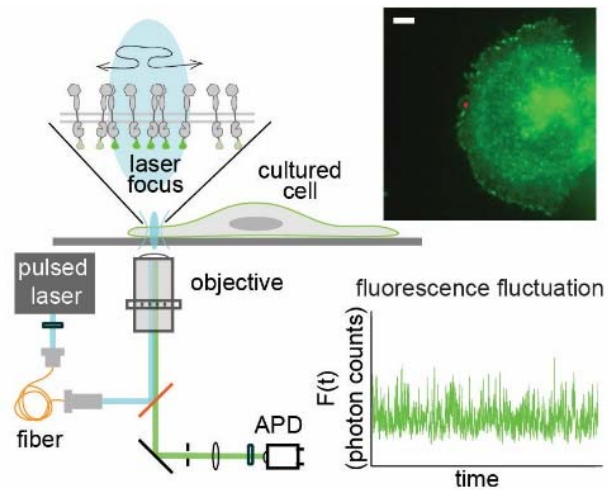 laser
focus
cultured
cell
pulsed
laser
objective
fiber
APD
fluorescence fluctuation
F(t)
(photon counts)
time